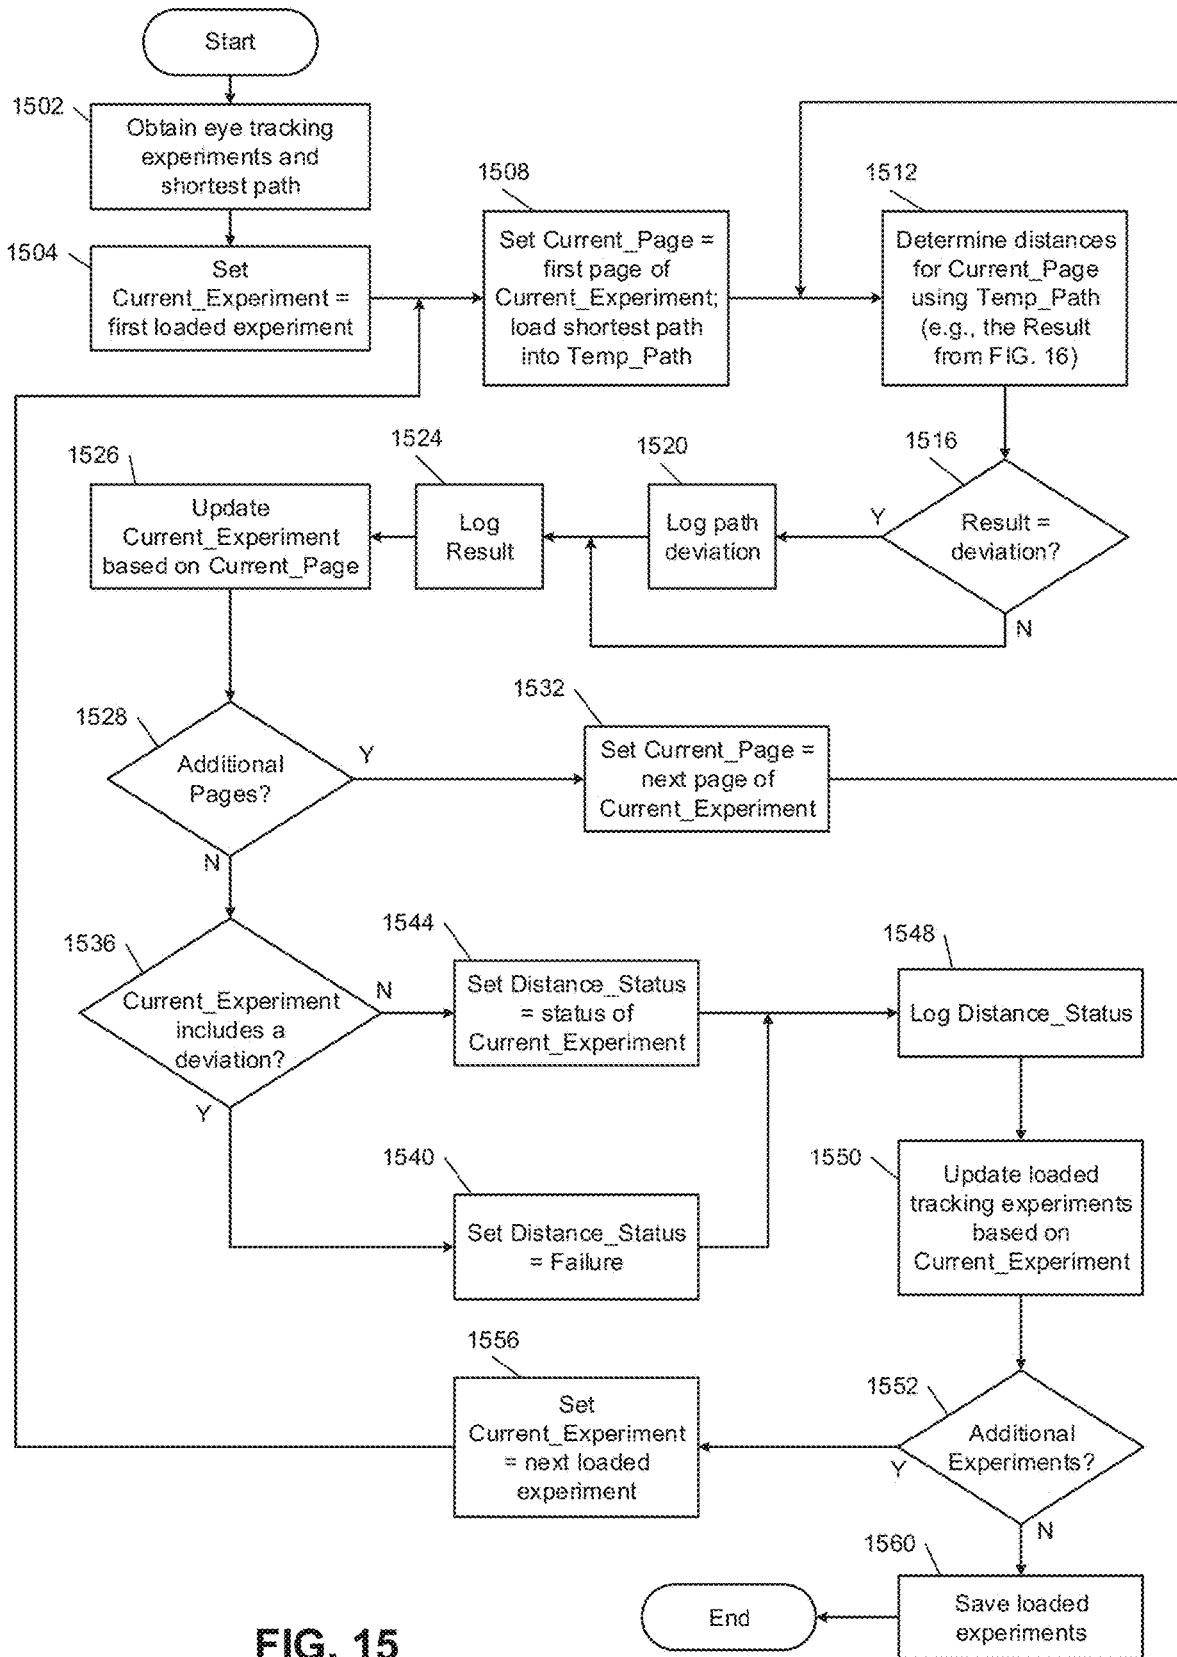 Start
1502
Obtain eye tracking
experiments and
shortest path
1504
Set
Current_Experiment =
first loaded experiment
1508
Set Current_Page =
first page of
Current_Experiment;
load shortest path
into Temp_Path
1512
Determine distances
for Current_Page
using Temp_Path
(e.g., the Result
from FIG. 16)
1516
Result =
deviation?
Y
N
1520
Log path
deviation
1524
Log
Result
1526
Update
Current_Experiment
based on Current_Page
1528
Additional
Pages?
Y
N
1532
Set Current_Page =
next page of
Current_Experiment
1536
Current_Experiment
includes a
deviation?
N
Y
1544
Set Distance_Status
= status of
Current_Experiment
1540
Set Distance_Status
= Failure
1548
Log Distance_Status
1550
Update loaded
tracking experiments
based on
Current_Experiment
1552
Additional
Experiments?
Y
N
1556
Set
Current_Experiment
= next loaded
experiment
1560
Save loaded
experiments
End
FIG. 15